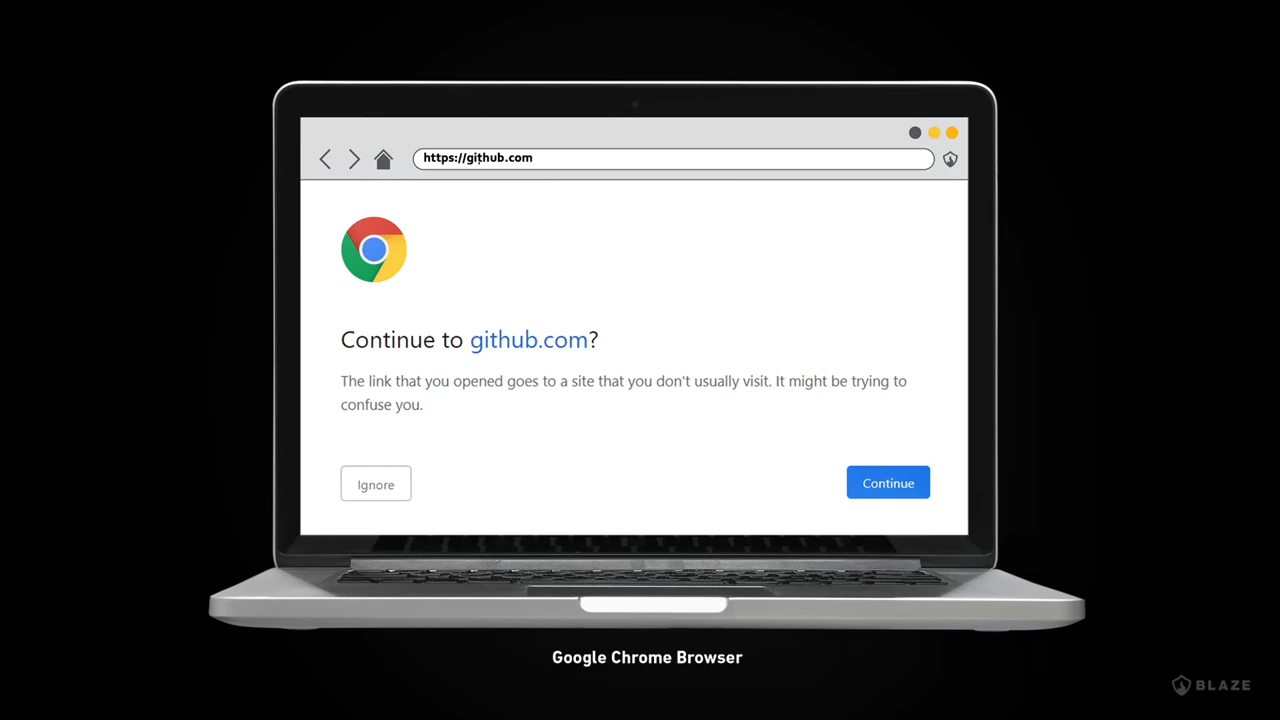 https://github.com
Continue to github.com?
The link that you opened goes to a site that you don't usually visit. It might be trying to
confuse you.
Ignore
Continue
Google Chrome Browser
BLAZE